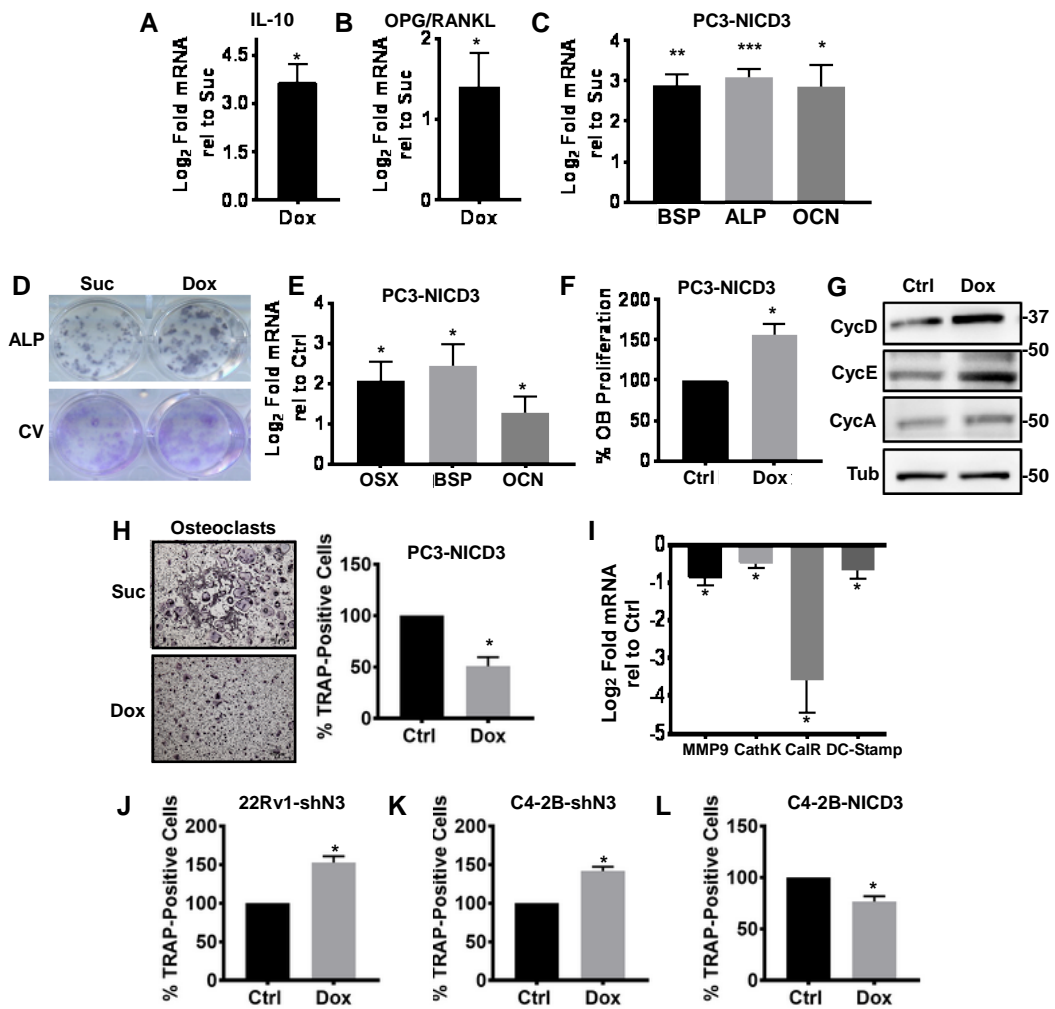 A
IL-10
Log2 Fold mRNA
rel to Suc
4.5
3.0
1.5
0.0
*
Dox
B
OPG/RANKL
Log2 Fold mRNA
rel to Suc
2
1
0
*
Dox
C
PC3-NICD3
Log2 Fold mRNA
rel to Suc
4
3
2
1
0
** *** *
BSP ALP OCN
D
Suc Dox
ALP
CV
E
PC3-NICD3
Log2 Fold mRNA
rel to Ctrl
4
3
2
1
0
* * *
OSX BSP OCN
F
PC3-NICD3
% OB Proliferation
200
150
100
50
0
*
Ctrl Dox
G
Ctrl Dox
CycD -37
-50
CycE
CycA -50
Tub -50
H
Osteoclasts
Suc
Dox
PC3-NICD3
% TRAP-Positive Cells
150
100
50
0
*
Ctrl Dox
I
Log2 Fold mRNA
rel to Ctrl
0
-1
-2
-3
-4
-5
* * * *
MMP9 CathK CalR DC-Stamp
J
22Rv1-shN3
% TRAP-Positive Cells
200
150
100
50
0
*
Ctrl Dox
K
C4-2B-shN3
% TRAP-Positive Cells
200
150
100
50
0
*
Ctrl Dox
L
C4-2B-NICD3
% TRAP-Positive Cells
150
100
50
0
*
Ctrl Dox